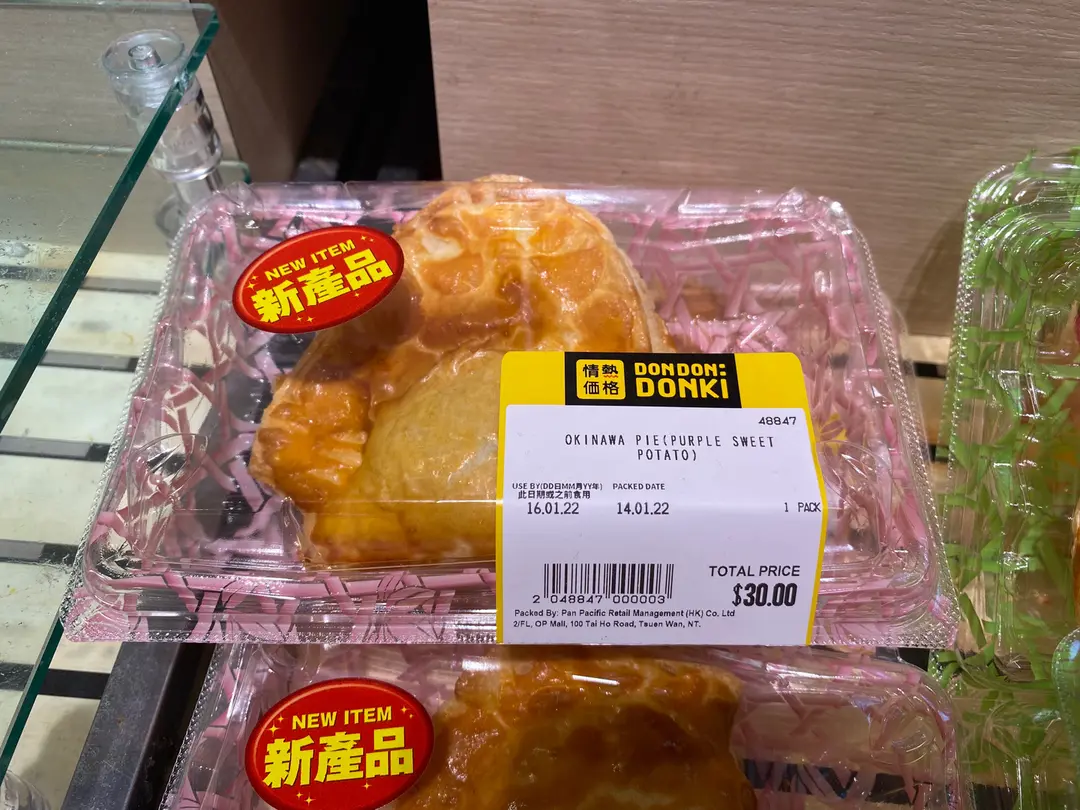 NEW ITEM
新產品
情熱
価格
DON DON:
DONKI
48847
OKINAWA PIE(PURPLE SWEET
POTATO)
USE BY(DD日MM月YY年) PACKED DATE
此日期或之前食用
16.01.22 14.01.22
1 PACK
TOTAL PRICE
$30.00
2 048847 000003
Packed By: Pan Pacific Retail Management (HK) Co. Ltd
2/FL, OP Mall, 100 Tai Ho Road, Tsuen Wan, NT.
NEW ITEM
新產品